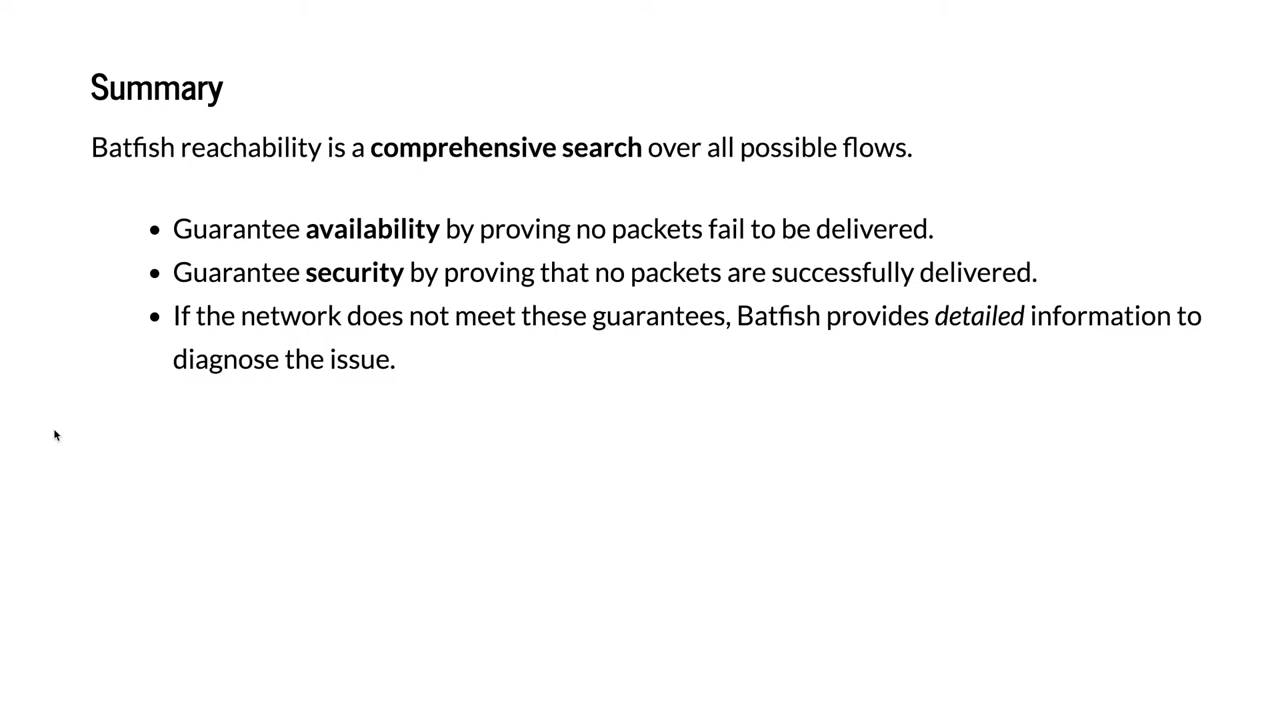 Summary
Batfish reachability is a comprehensive search over all possible flows.
• Guarantee availability by proving no packets fail to be delivered.
• Guarantee security by proving that no packets are successfully delivered.
• If the network does not meet these guarantees, Batfish provides detailed information to
diagnose the issue.